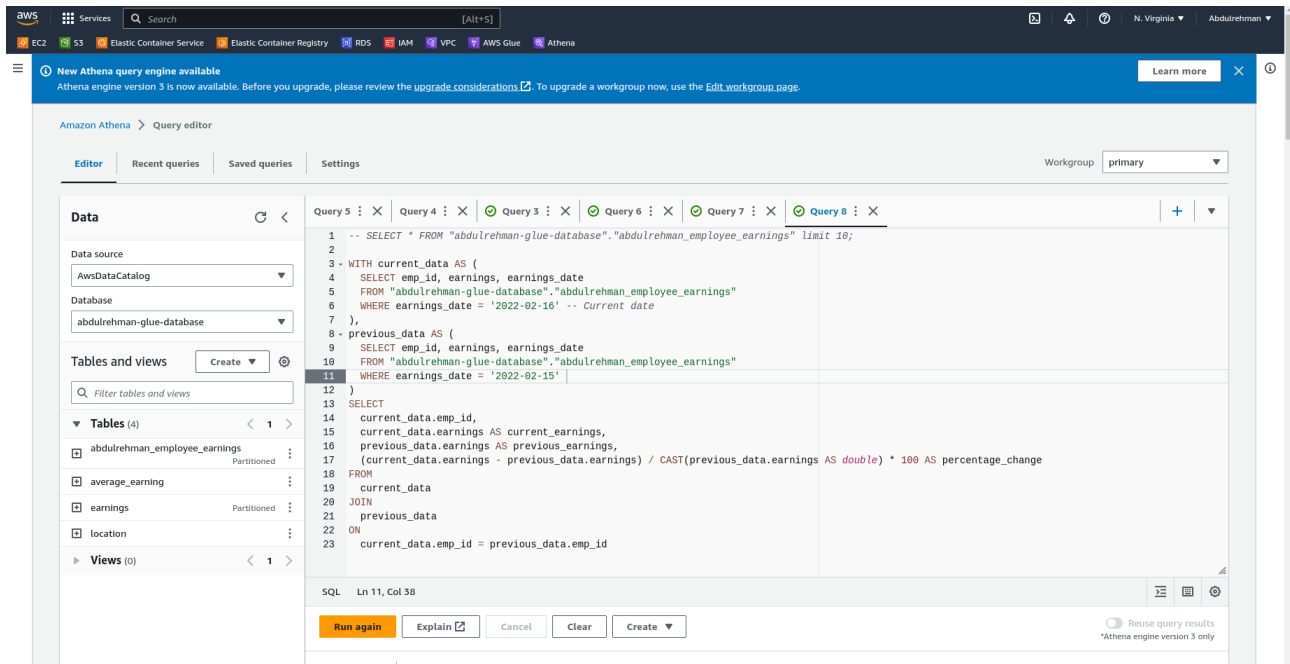 aws Services Search [Alt+S] N. Virginia Abdulrehman
EC2 S3 Elastic Container Service Elastic Container Registry RDS IAM VPC AWS Glue Athena
New Athena query engine available
Athena engine version 3 is now available. Before you upgrade, please review the upgrade considerations. To upgrade a workgroup now, use the Edit workgroup page.
Learn more
Amazon Athena > Query editor
Editor Recent queries Saved queries Settings
Workgroup primary
Data
Data source
AwsDataCatalog
Database
abdulrehman-glue-database
Tables and views Create
Filter tables and views
Tables (4) < 1 >
abdulrehman_employee_earnings
Partitioned
average_earning
earnings Partitioned
location
Views (0) < 1 >
Query 5 Query 4 Query 3 Query 6 Query 7 Query 8
1 -- SELECT * FROM "abdulrehman-glue-database"."abdulrehman_employee_earnings" limit 10;
2
3 WITH current_data AS (
4 SELECT emp_id, earnings, earnings_date
5 FROM "abdulrehman-glue-database"."abdulrehman_employee_earnings"
6 WHERE earnings_date = '2022-02-16' -- Current date
7 ),
8 previous_data AS (
9 SELECT emp_id, earnings, earnings_date
10 FROM "abdulrehman-glue-database"."abdulrehman_employee_earnings"
11 WHERE earnings_date = '2022-02-15'
12 )
13 SELECT
14 current_data.emp_id,
15 current_data.earnings AS current_earnings,
16 previous_data.earnings AS previous_earnings,
17 (current_data.earnings - previous_data.earnings) / CAST(previous_data.earnings AS double) * 100 AS percentage_change
18 FROM
19 current_data
20 JOIN
21 previous_data
22 ON
23 current_data.emp_id = previous_data.emp_id
SQL Ln 11, Col 38
Run again Explain Cancel Clear Create
Reuse query results
*Athena engine version 3 only